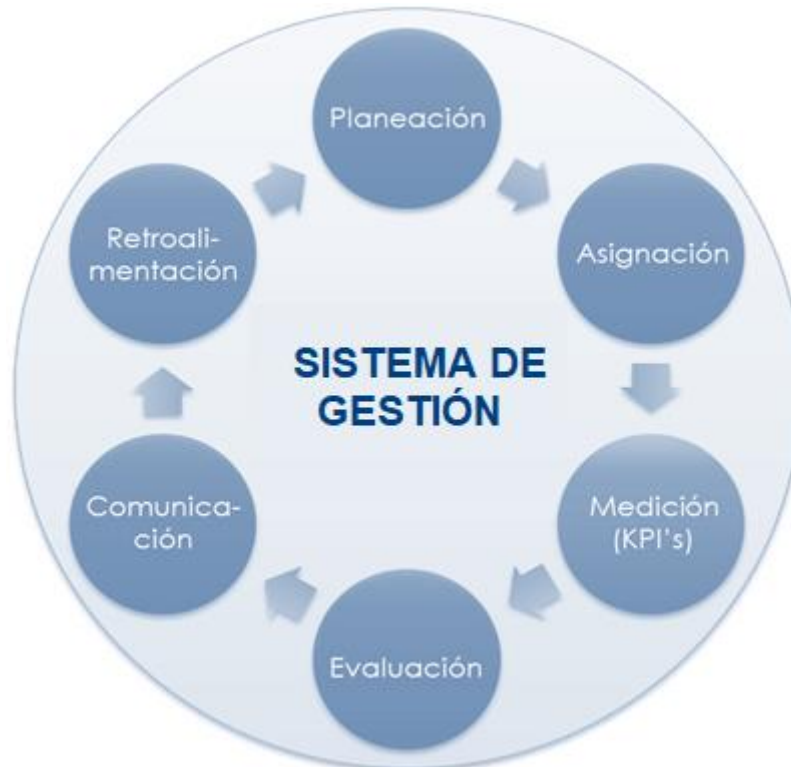 Planeación
Asignación
Medición
(KPI's)
Evaluación
Comunica-
ción
Retroali-
mentación
SISTEMA DE
GESTIÓN